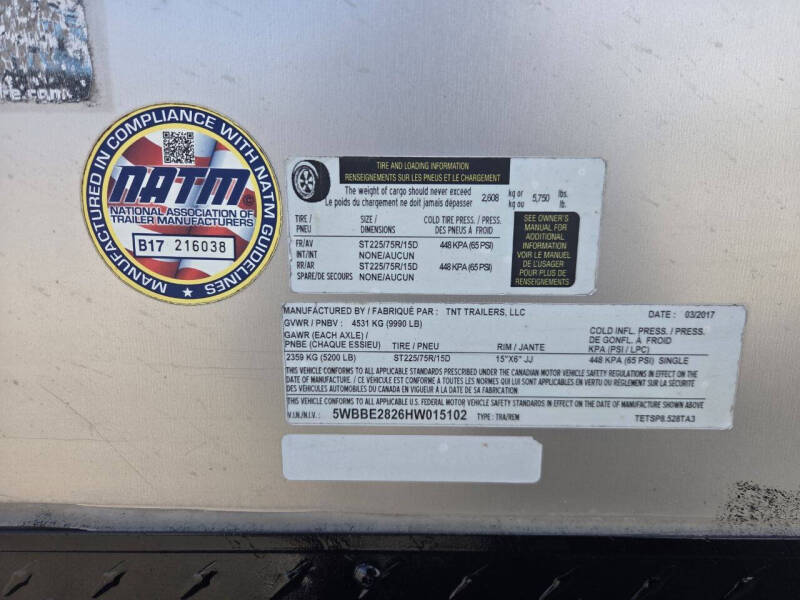 re.com
MANUFACTURED IN COMPLIANCE WITH NATM GUIDELINES
NATM
NATIONAL ASSOCIATION OF
TRAILER MANUFACTURERS
B17 216038
TIRE AND LOADING INFORMATION
RENSEIGNEMENTS SUR LES PNEUS ET LE CHARGEMENT
The weight of cargo should never exceed
Le poids du chargement ne doit jamais dépasser
2,608 kg or kg ou 5,750 lbs. lb.
TIRE / PNEU SIZE / DIMENSIONS COLD TIRE PRESS. / PRESS. DES PNEUS À FROID
FR/AV ST225/75R/15D 448 KPA (65 PSI)
INT/INT NONE/AUCUN
RR/AR ST225/75R/15D 448 KPA (65 PSI)
SPARE/DE SECOURS NONE/AUCUN
SEE OWNER'S
MANUAL FOR
ADDITIONAL
INFORMATION
VOIR LE MANUEL
DE L'USAGER
POUR PLUS DE
RENSEIGNEMENTS
MANUFACTURED BY / FABRIQUÉ PAR : TNT TRAILERS, LLC DATE : 03/2017
GVWR / PNBV : 4531 KG (9990 LB)
GAWR (EACH AXLE) /
PNBE (CHAQUE ESSIEU) TIRE / PNEU RIM / JANTE
COLD INFL. PRESS. / PRESS.
DE GONFL. À FROID
KPA (PSI / LPC)
2359 KG (5200 LB) ST225/75R/15D 15"X6" JJ 448 KPA (65 PSI) SINGLE
THIS VEHICLE CONFORMS TO ALL APPLICABLE STANDARDS PRESCRIBED UNDER THE CANADIAN MOTOR VEHICLE SAFETY REGULATIONS IN EFFECT ON THE
DATE OF MANUFACTURE. / CE VÉHICULE EST CONFORME À TOUTES LES NORMES QUI LUI SONT APPLICABLES EN VERTU DU RÈGLEMENT SUR LA SÉCURITÉ
DES VÉHICULES AUTOMOBILES DU CANADA EN VIGUEUR À LA DATE DE SA FABRICATION.
THIS VEHICLE CONFORMS TO ALL APPLICABLE U.S. FEDERAL MOTOR VEHICLE SAFETY STANDARDS IN EFFECT ON THE DATE OF MANUFACTURE SHOWN ABOVE.
V.I.N./N.I.V.: 5WBBE2826HW015102 TYPE: TRA/REM TETSP8.528TA3